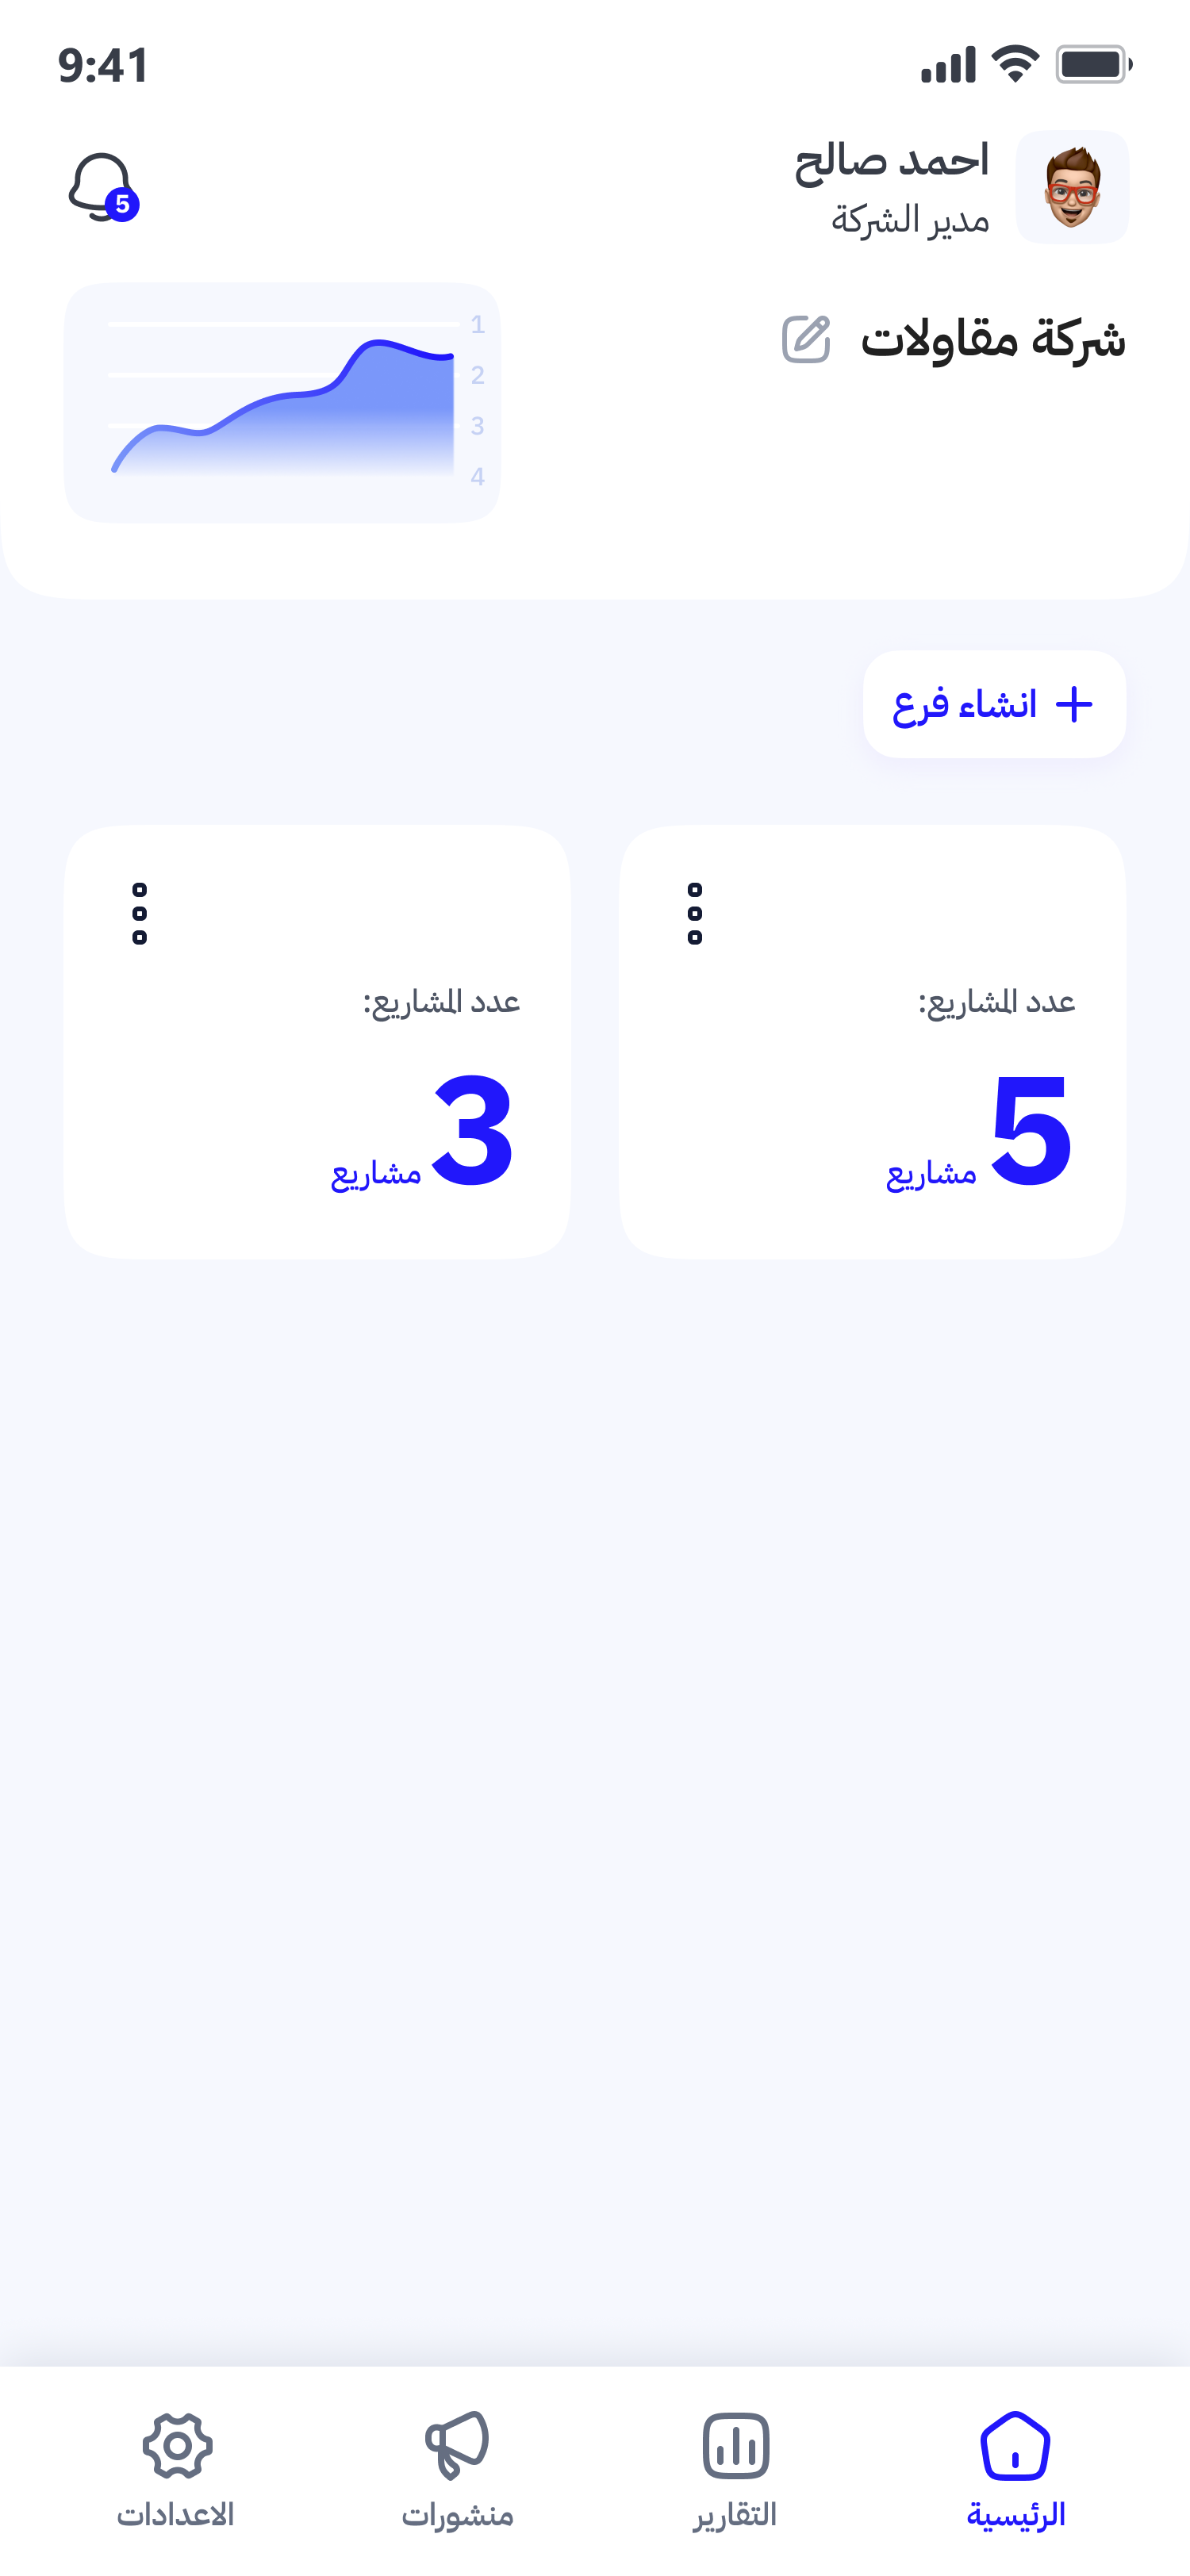 9:41
احمد صالح
مدير الشركة
5
شركة مقاولات
1
2
3
4
انشاء فرع
عدد المشاريع:
5 مشاريع
عدد المشاريع:
3 مشاريع
الرئيسية
التقارير
منشورات
الاعدادات